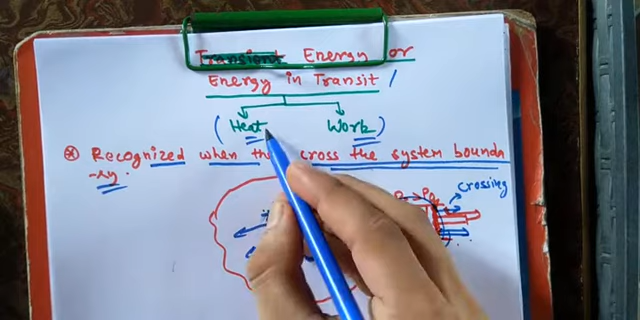 Transient Energy or
Energy in Transit
(Heat Work)
* Recognized when cross the system bounda
-ry.
crossing